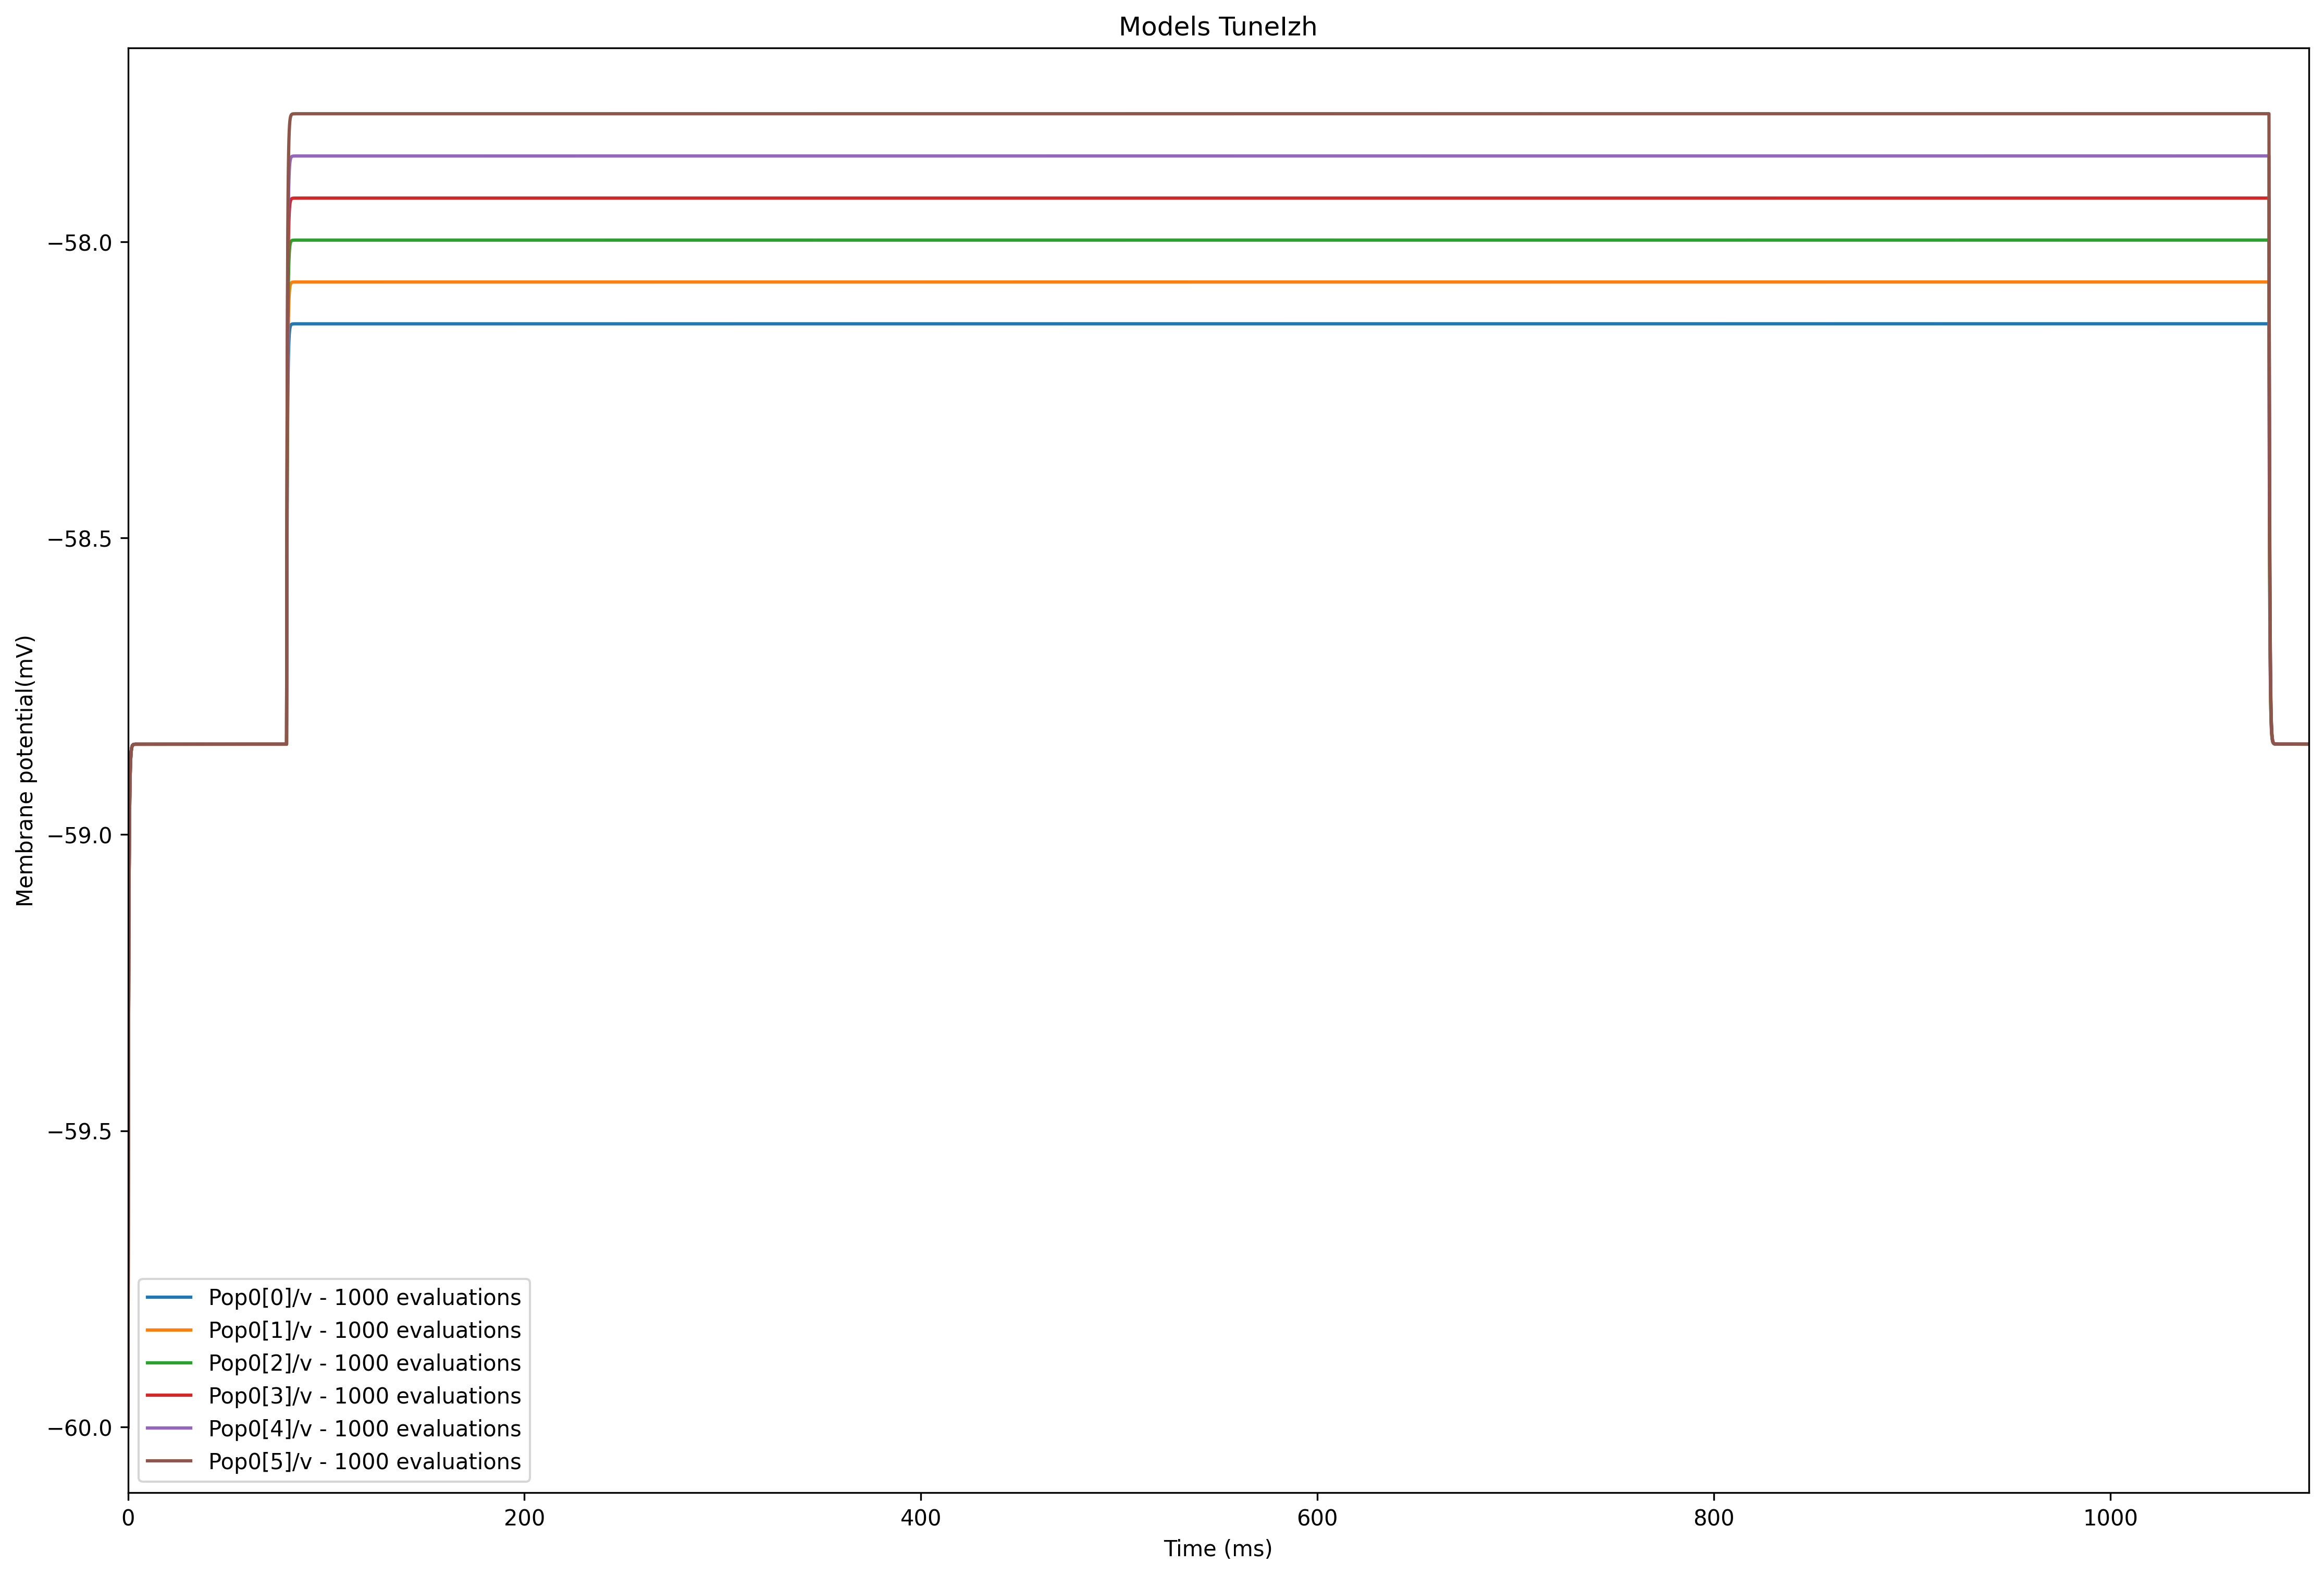 Models TuneIzh
−58.0
−58.5
−59.0
−59.5
−60.0
Membrane potential(mV)
Pop0[0]/v - 1000 evaluations
Pop0[1]/v - 1000 evaluations
Pop0[2]/v - 1000 evaluations
Pop0[3]/v - 1000 evaluations
Pop0[4]/v - 1000 evaluations
Pop0[5]/v - 1000 evaluations
0 200 400 600 800 1000
Time (ms)